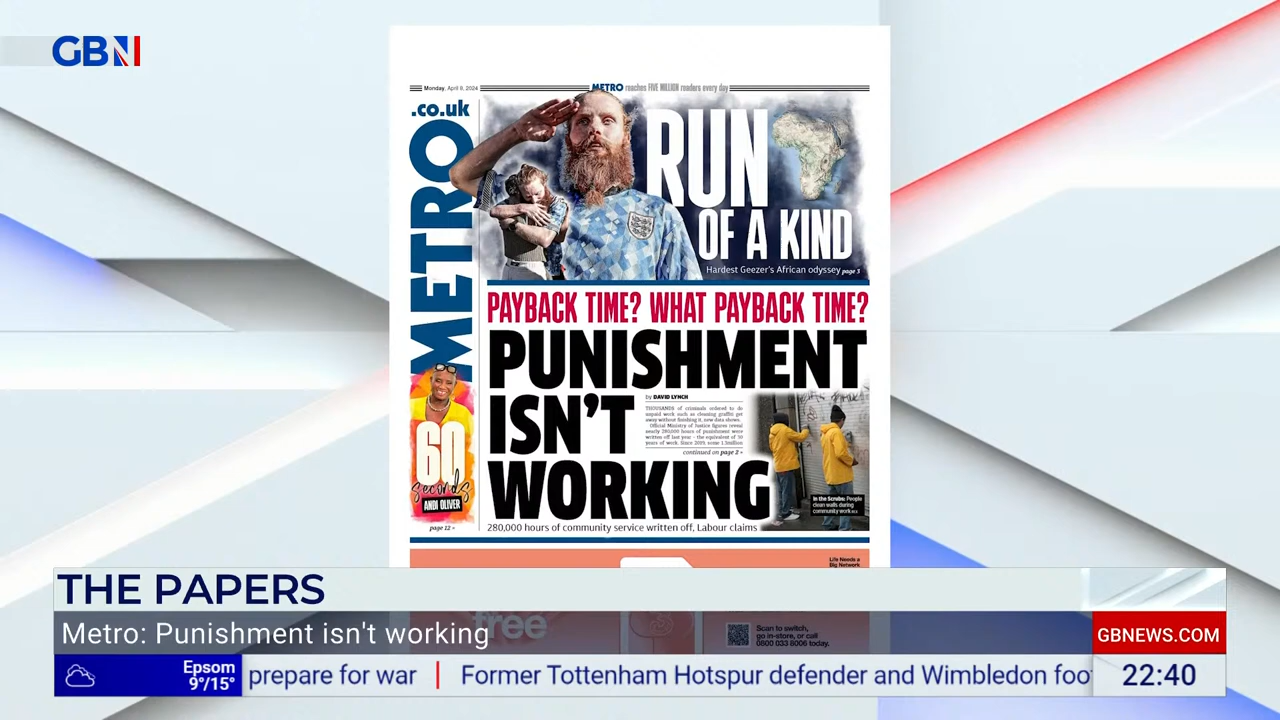 GBN
Monday, April 8, 2024
METRO reaches FIVE MILLION readers every day
.co.uk
METRO
RUN
OF A KIND
Hardest Geezer's African odyssey page 3
PAYBACK TIME? WHAT PAYBACK TIME?
PUNISHMENT
ISN'T
WORKING
by DAVID LYNCH
THOUSANDS of criminals ordered to do
unpaid work such as cleaning graffiti get
away without finishing it, new data shows.
Official Ministry of Justice figures reveal
nearly 280,000 hours of punishment were
written off last year - the equivalent of 30
years of work. Since 2019, some 1.5million
continued on page 2 »
In the Scrubs: People
clean walls during
community work
280,000 hours of community service written off, Labour claims
60
seconds
ANDI OLIVER
page 12 »
Life Needs a
Big Network
free
Scan to switch,
go in-store, or call
0800 033 8006 today.
THE PAPERS
Metro: Punishment isn't working
GBNEWS.COM
Epsom
9°/15°
prepare for war | Former Tottenham Hotspur defender and Wimbledon foo
22:40